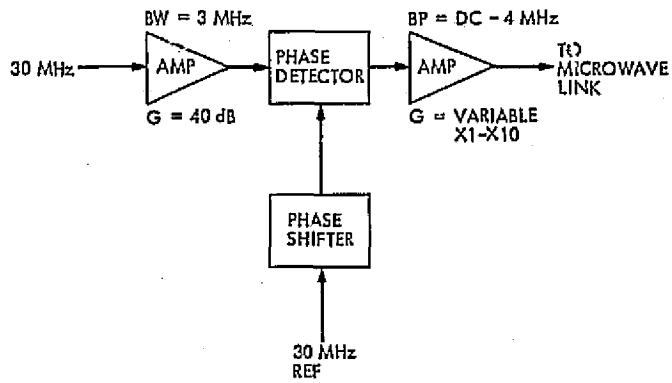 BW = 3 MHz
30 MHz
AMP
G = 40 dB
PHASE
DETECTOR
BP = DC - 4 MHz
AMP
G = VARIABLE
X1-X10
TO
MICROWAVE
LINK
PHASE
SHIFTER
30 MHz
REF